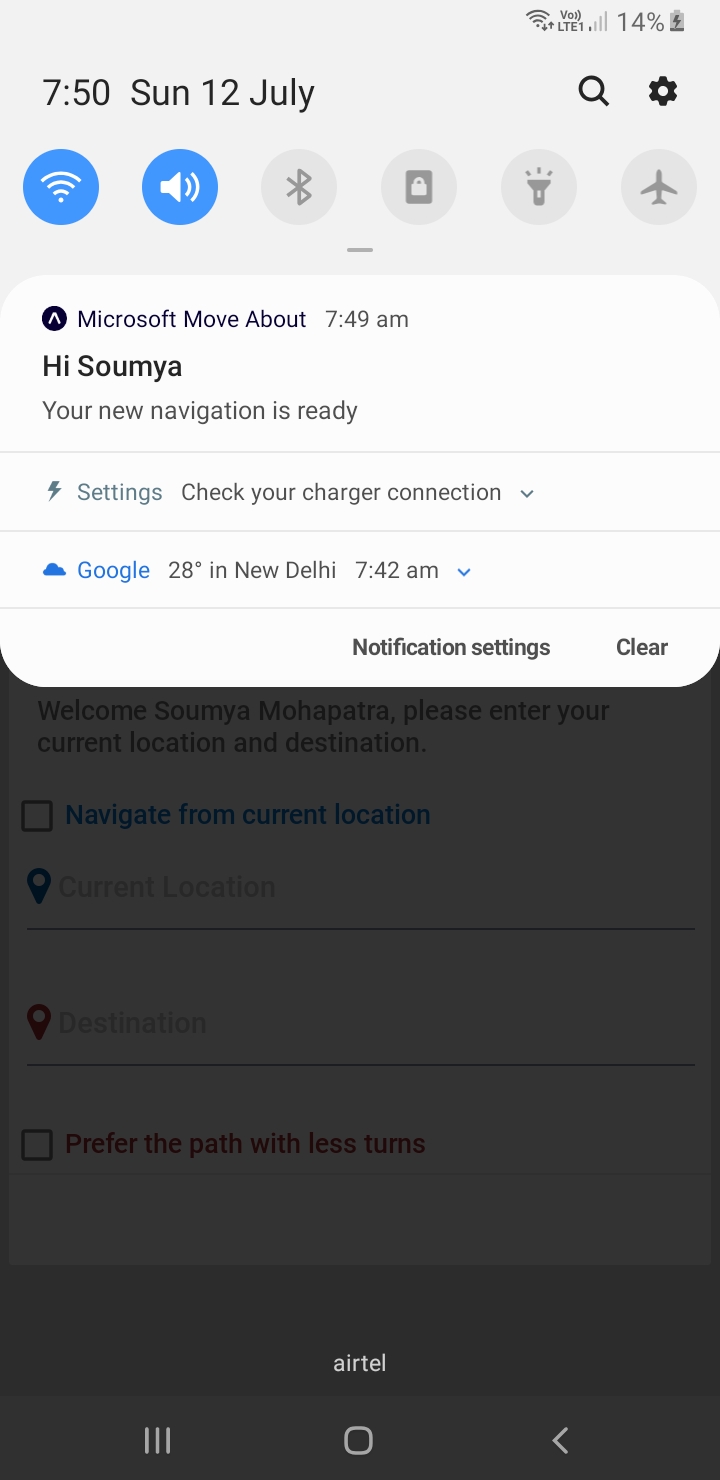 Vo))
LTE1 14%
7:50 Sun 12 July
Microsoft Move About 7:49 am
Hi Soumya
Your new navigation is ready
Settings Check your charger connection
Google 28° in New Delhi 7:42 am
Notification settings Clear
Welcome Soumya Mohapatra, please enter your
current location and destination.
Navigate from current location
Current Location
Destination
Prefer the path with less turns
airtel